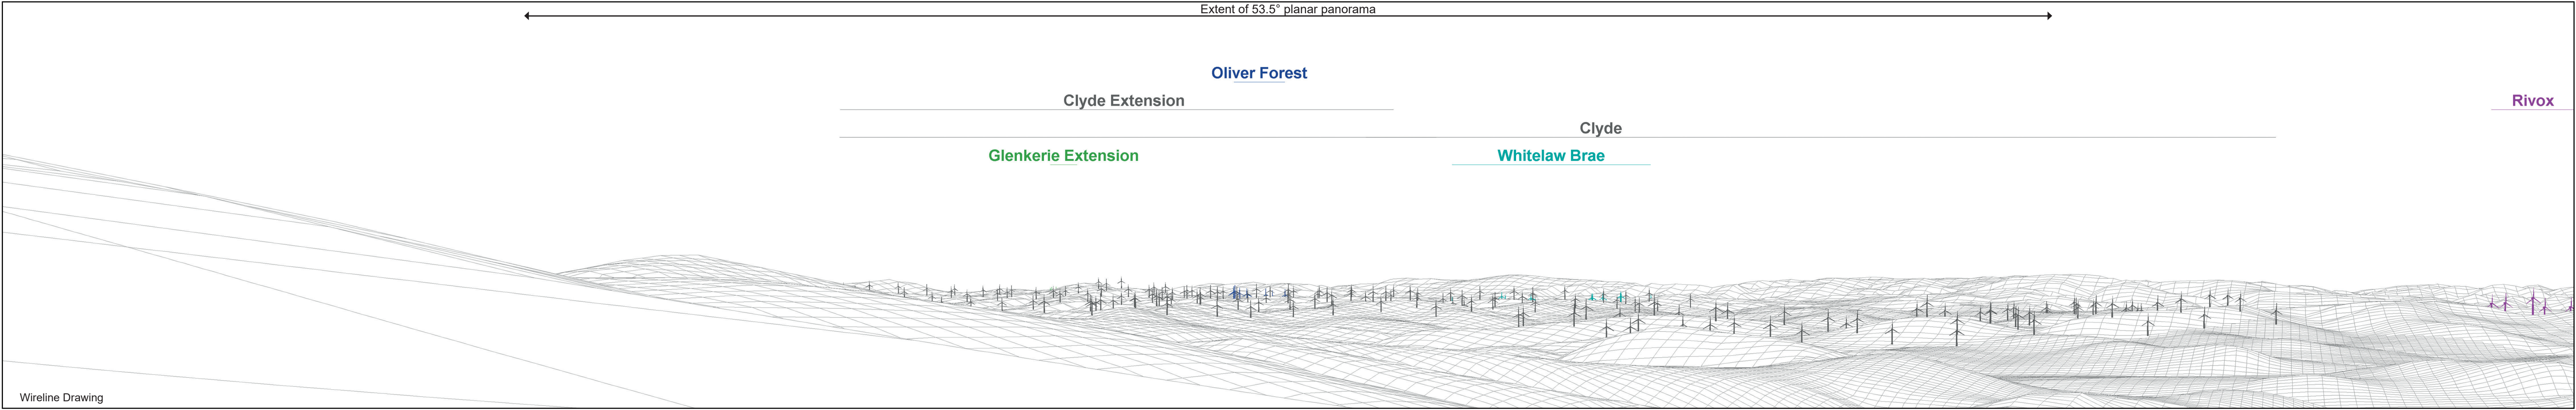 Extent of 53.5° planar panorama
Oliver Forest
Clyde Extension
Rivox
Clyde
Glenkerie Extension
Whitelaw Brae
Wireline Drawing